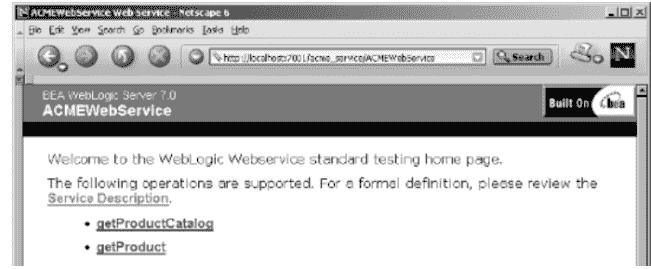 ACMEWebService Web Service - Netscape 6
File Edit View Search Go Bookmarks Tasks Help
http://localhost:7001/acme_service/ACMEWebService
Search
N
BEA WebLogic Server 7.0
ACMEWebService
Built On bea
Welcome to the WebLogic Webservice standard testing home page.
The following operations are supported. For a formal definition, please review the
Service Description.
• getProductCatalog
• getProduct